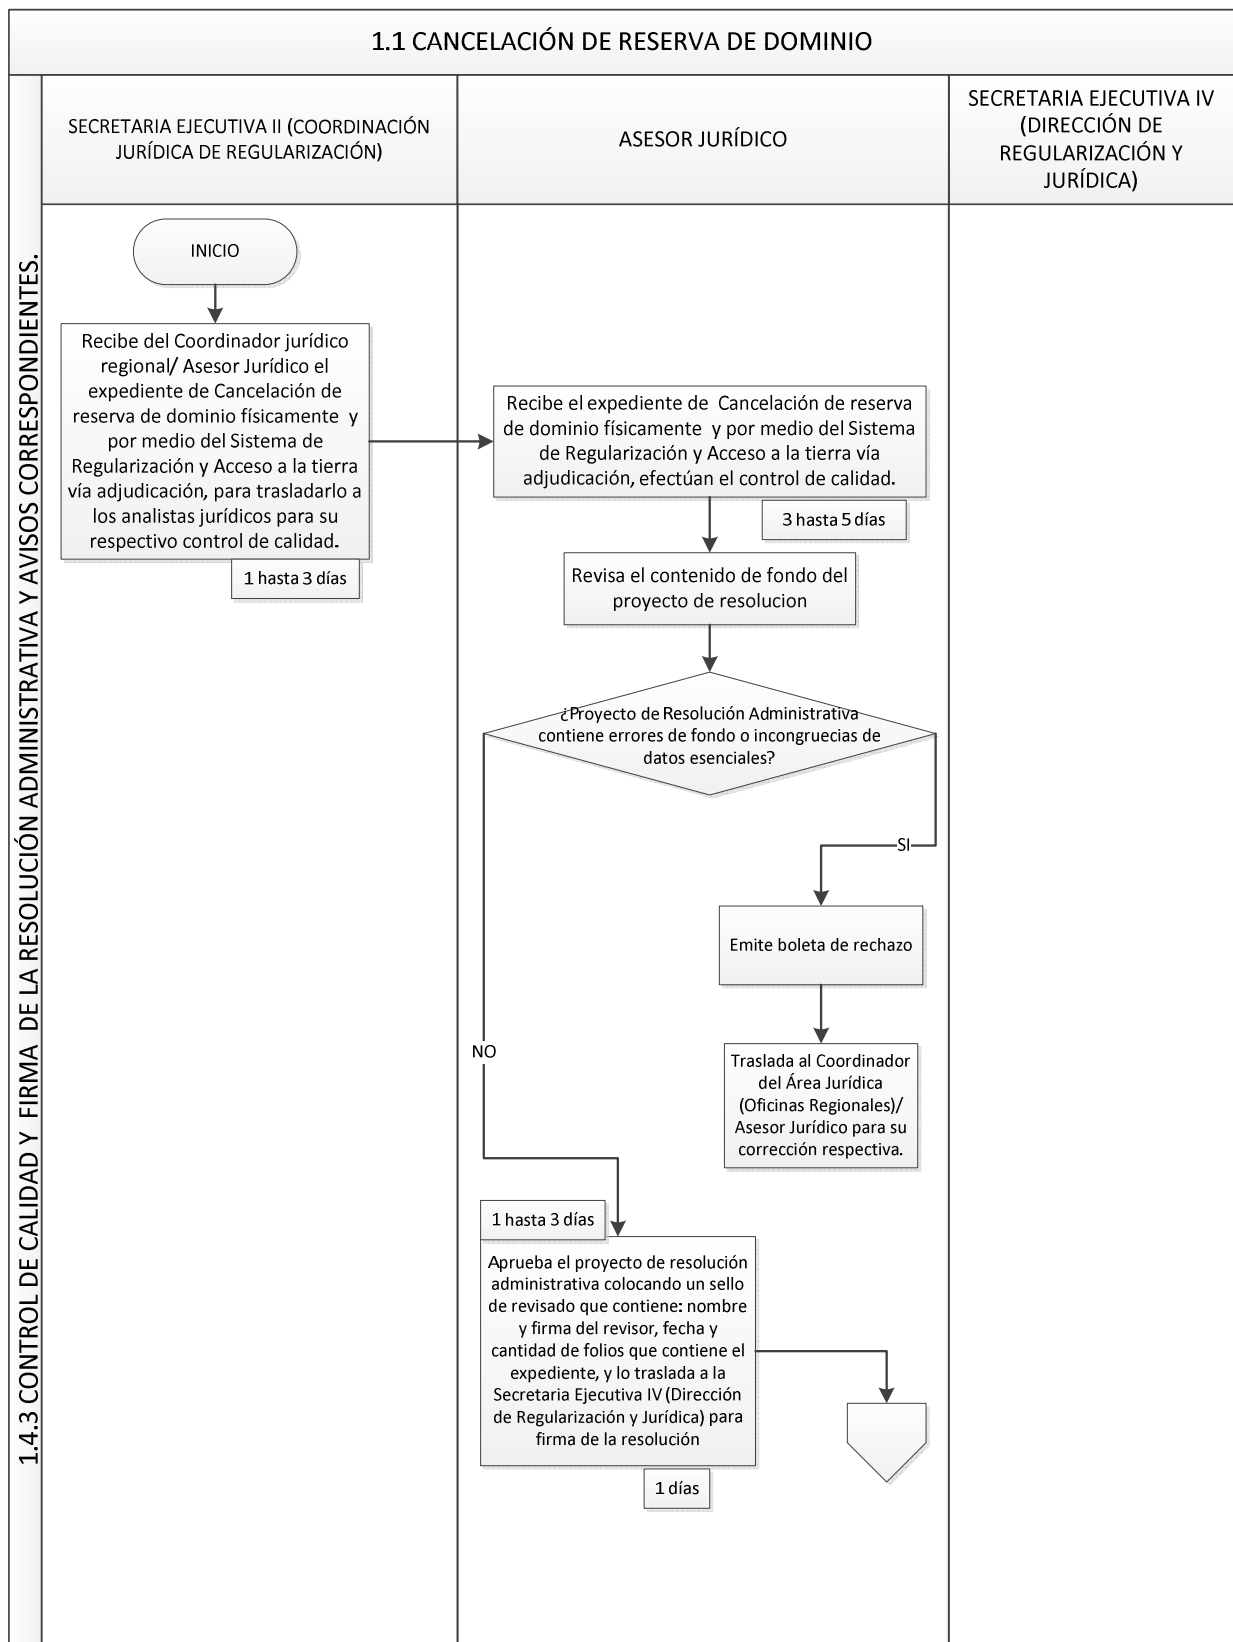 1.1 CANCELACIÓN DE RESERVA DE DOMINIO
1.4.3 CONTROL DE CALIDAD Y FIRMA DE LA RESOLUCIÓN ADMINISTRATIVA Y AVISOS CORRESPONDIENTES.
SECRETARIA EJECUTIVA II (COORDINACIÓN
JURÍDICA DE REGULARIZACIÓN)
ASESOR JURÍDICO
SECRETARIA EJECUTIVA IV
(DIRECCIÓN DE
REGULARIZACIÓN Y
JURÍDICA)
INICIO
Recibe del Coordinador jurídico
regional/ Asesor Jurídico el
expediente de Cancelación de
reserva de dominio físicamente y
por medio del Sistema de
Regularización y Acceso a la tierra
vía adjudicación, para trasladarlo a
los analistas jurídicos para su
respectivo control de calidad.
1 hasta 3 días
Recibe el expediente de Cancelación de reserva
de dominio físicamente y por medio del Sistema
de Regularización y Acceso a la tierra vía
adjudicación, efectúan el control de calidad.
3 hasta 5 días
Revisa el contenido de fondo del
proyecto de resolucion
¿Proyecto de Resolución Administrativa
contiene errores de fondo o incongruecias de
datos esenciales?
SI
Emite boleta de rechazo
Traslada al Coordinador
del Área Jurídica
(Oficinas Regionales)/
Asesor Jurídico para su
corrección respectiva.
NO
1 hasta 3 días
Aprueba el proyecto de resolución
administrativa colocando un sello
de revisado que contiene: nombre
y firma del revisor, fecha y
cantidad de folios que contiene el
expediente, y lo traslada a la
Secretaria Ejecutiva IV (Dirección
de Regularización y Jurídica) para
firma de la resolución
1 días